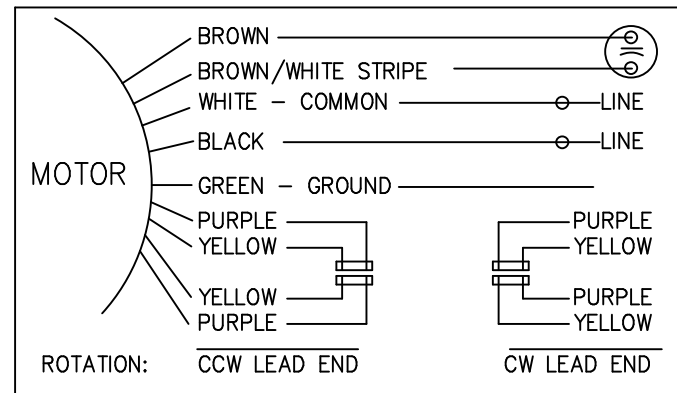 BROWN
BROWN/WHITE STRIPE
WHITE - COMMON LINE
BLACK LINE
MOTOR
GREEN - GROUND
PURPLE PURPLE
YELLOW YELLOW
YELLOW PURPLE
PURPLE YELLOW
ROTATION: CCW LEAD END CW LEAD END